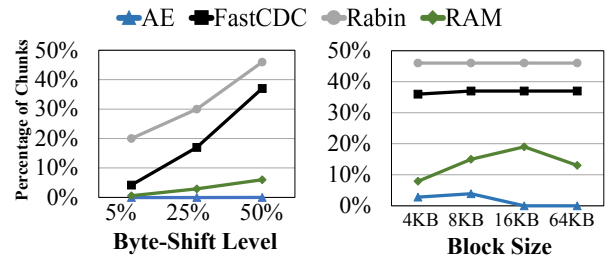 AE FastCDC Rabin RAM
Percentage of Chunks
50%
40%
30%
20%
10%
0%
5% 25% 50%
Byte-Shift Level
50%
40%
30%
20%
10%
0%
4KB 8KB 16KB 64KB
Block Size